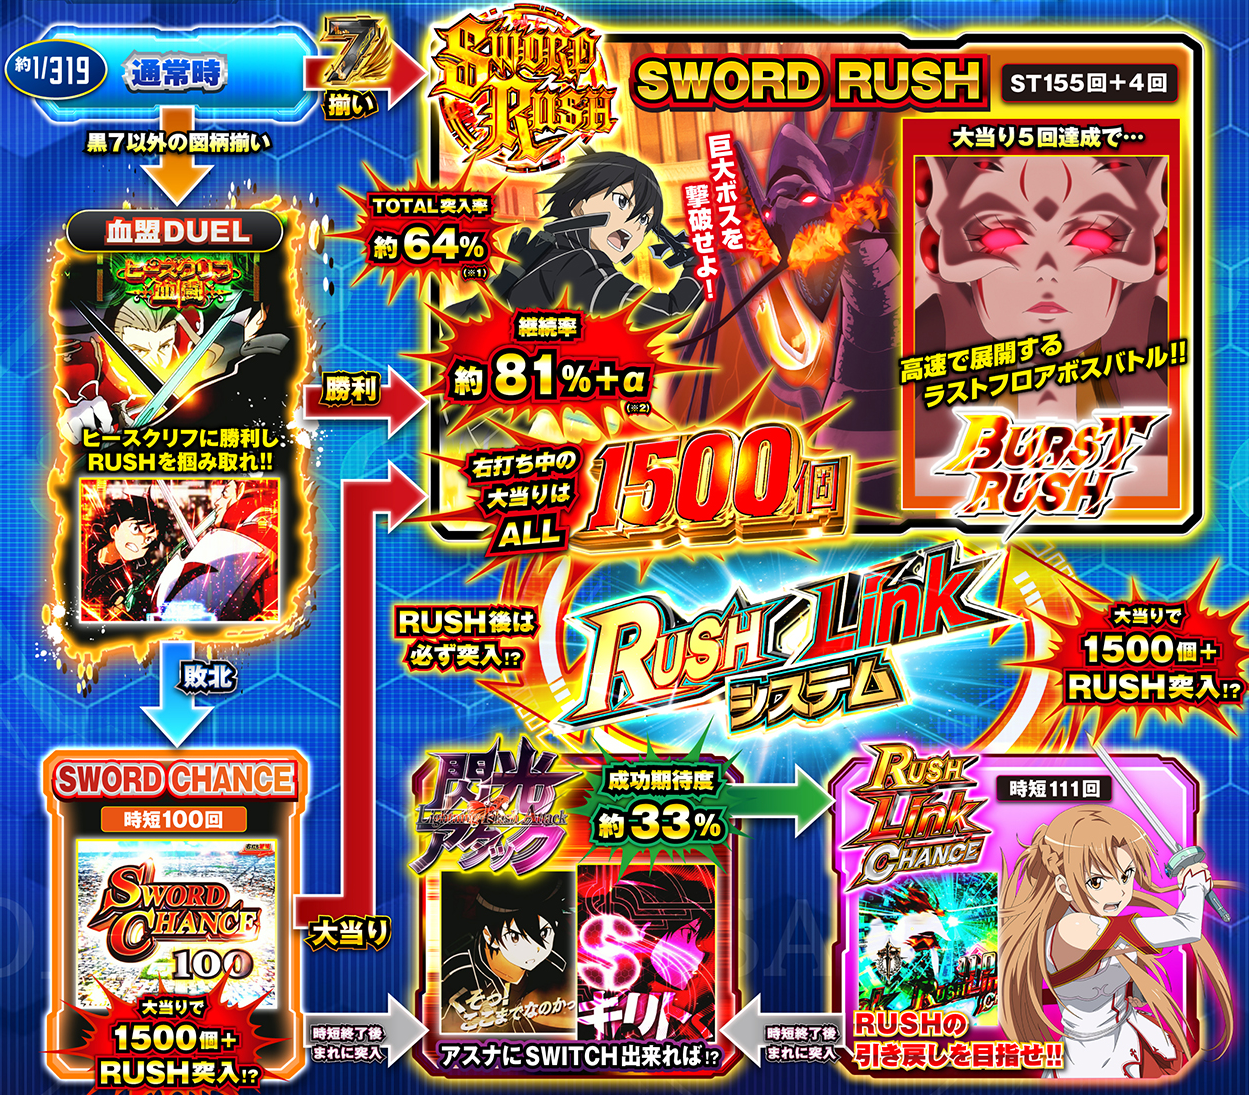 約1/319
通常時
7
揃い
黒7以外の図柄揃い
SWORD
RUSH
SWORD RUSH
ST155回+4回
大当り5回達成で…
巨大ボスを
撃破せよ!
高速で展開する
ラストフロアボスバトル!!
BURST
RUSH
TOTAL突入率
約64%
(※1)
継続率
約81%+α
(※2)
右打ち中の
大当りは
ALL
1500個
血盟DUEL
ヒースクリフ
血闘
ヒースクリフに勝利し
RUSHを掴み取れ!!
勝利
敗北
RUSH後は
必ず突入!?
RUSH Link
システム
大当りで
1500個+
RUSH突入!?
SWORD CHANCE
時短100回
SWORD
CHANCE
100
大当りで
1500個+
RUSH突入!?
大当り
時短終了後
まれに突入
閃光
Lightning Flash Attack
アタック
成功期待度
約33%
くそっ!
ここまでなのかっ
キリト
アスナにSWITCH出来れば!?
時短終了後
まれに突入
RUSH
Link
CHANCE
時短111回
RUSHの
引き戻しを目指せ!!